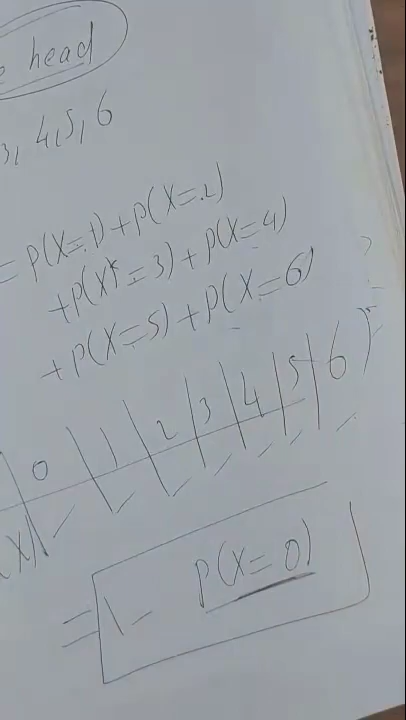 e head
3, 4, 5, 6
= P(X=1) + P(X=2)
+ P(X = 3) + P(X=4)
+ P(X=5) + P(X=6)
0 | 1 | 2 | 3 | 4 | 5 | 6
X)
= 1 - P(X=0)